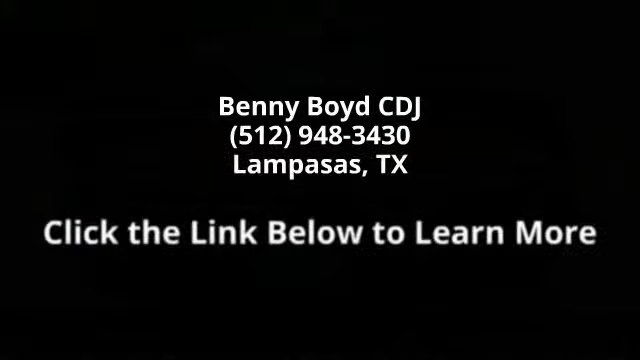 Benny Boyd CDJ
(512) 948-3430
Lampasas, TX
Click the Link Below to Learn More